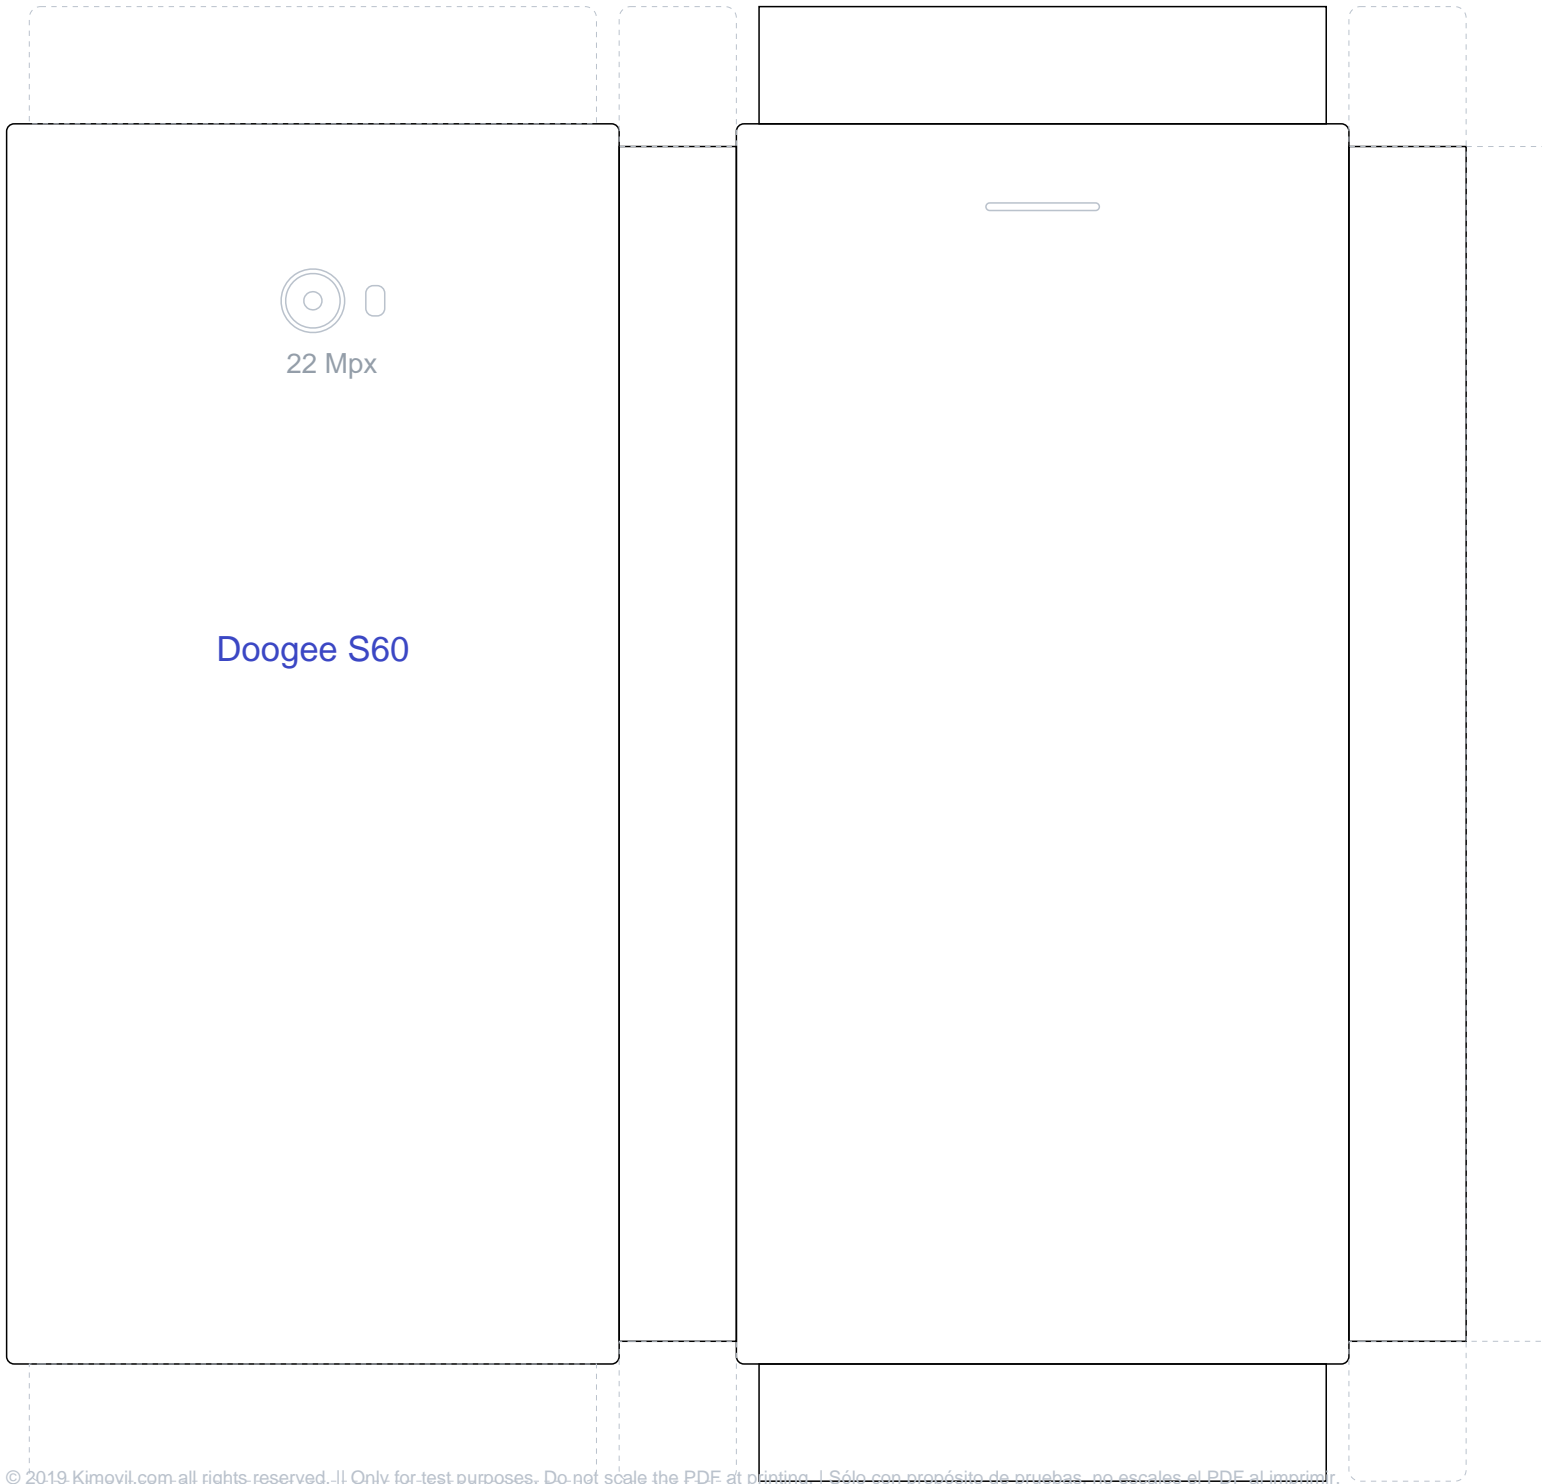 22 Mpx
Doogee S60
© 2019 Kimovil.com all rights reserved. || Only for test purposes. Do not scale the PDF at printing. | Sólo con propósito de pruebas, no escales el PDF al imprimir.